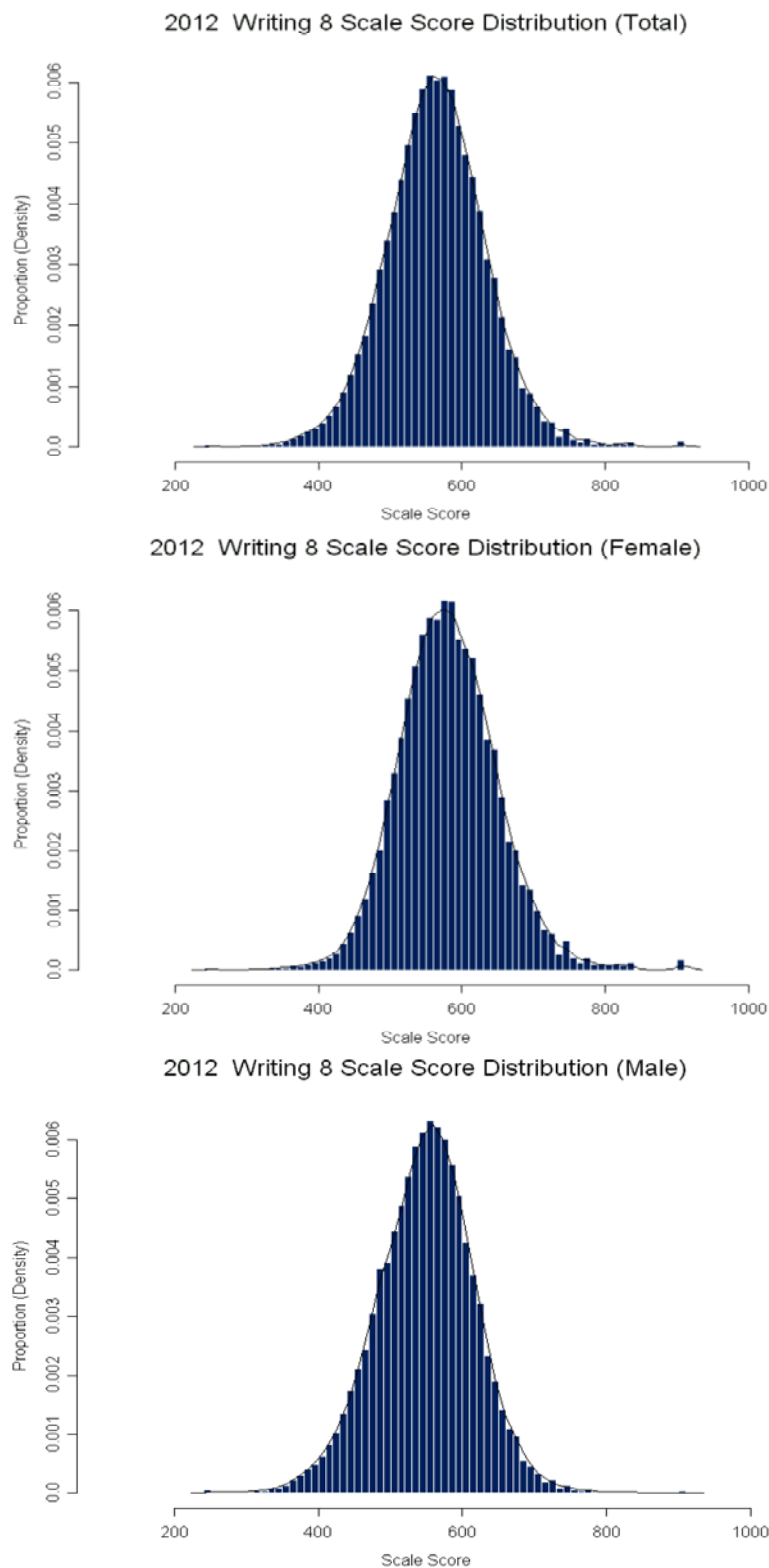 2012 Writing 8 Scale Score Distribution (Total)
Proportion (Density)
0.006
0.005
0.004
0.003
0.002
0.001
0.0
200 400 600 800 1000
Scale Score
2012 Writing 8 Scale Score Distribution (Female)
Proportion (Density)
0.006
0.005
0.004
0.003
0.002
0.001
0.0
200 400 600 800 1000
Scale Score
2012 Writing 8 Scale Score Distribution (Male)
Proportion (Density)
0.006
0.005
0.004
0.003
0.002
0.001
0.0
200 400 600 800 1000
Scale Score